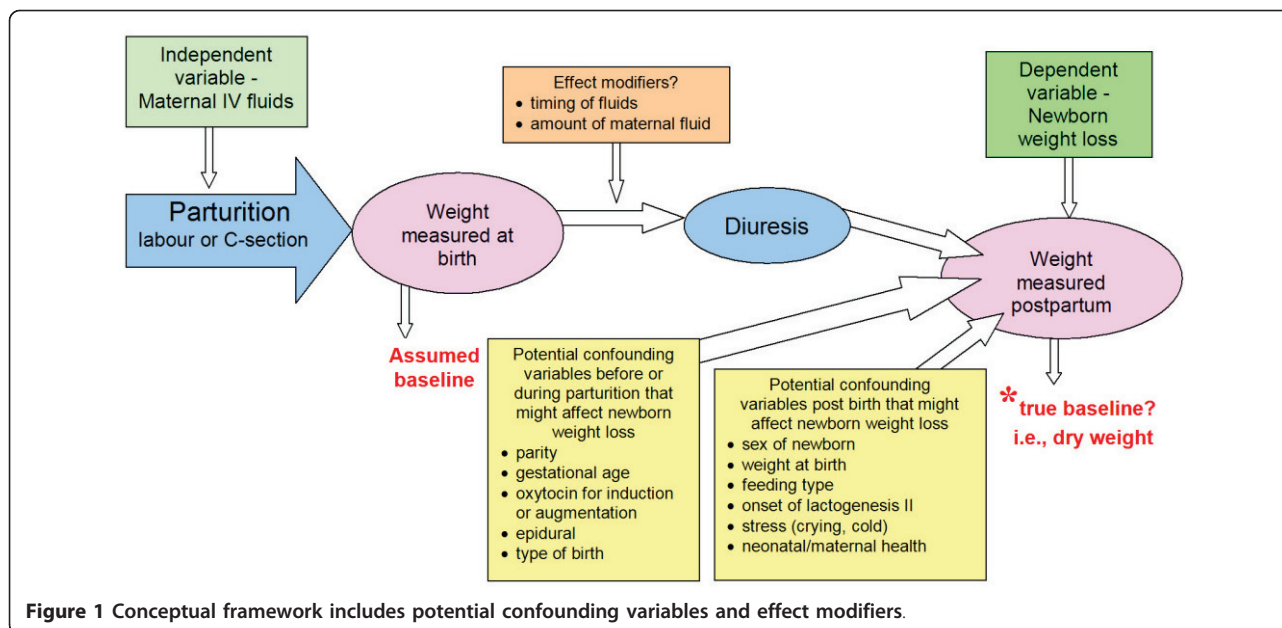 Independent
variable -
Maternal IV fluids
Effect modifiers?
• timing of fluids
• amount of maternal fluid
Dependent
variable -
Newborn
weight loss
Parturition
labour or C-section
Weight
measured at
birth
Diuresis
Weight
measured
postpartum
Assumed
baseline
Potential confounding
variables before or
during parturition that
might affect newborn
weight loss
• parity
• gestational age
• oxytocin for induction
or augmentation
• epidural
• type of birth
Potential confounding
variables post birth that might
affect newborn weight loss
• sex of newborn
• weight at birth
• feeding type
• onset of lactogenesis II
• stress (crying, cold)
• neonatal/maternal health
*true baseline?
i.e., dry weight
Figure 1 Conceptual framework includes potential confounding variables and effect modifiers.